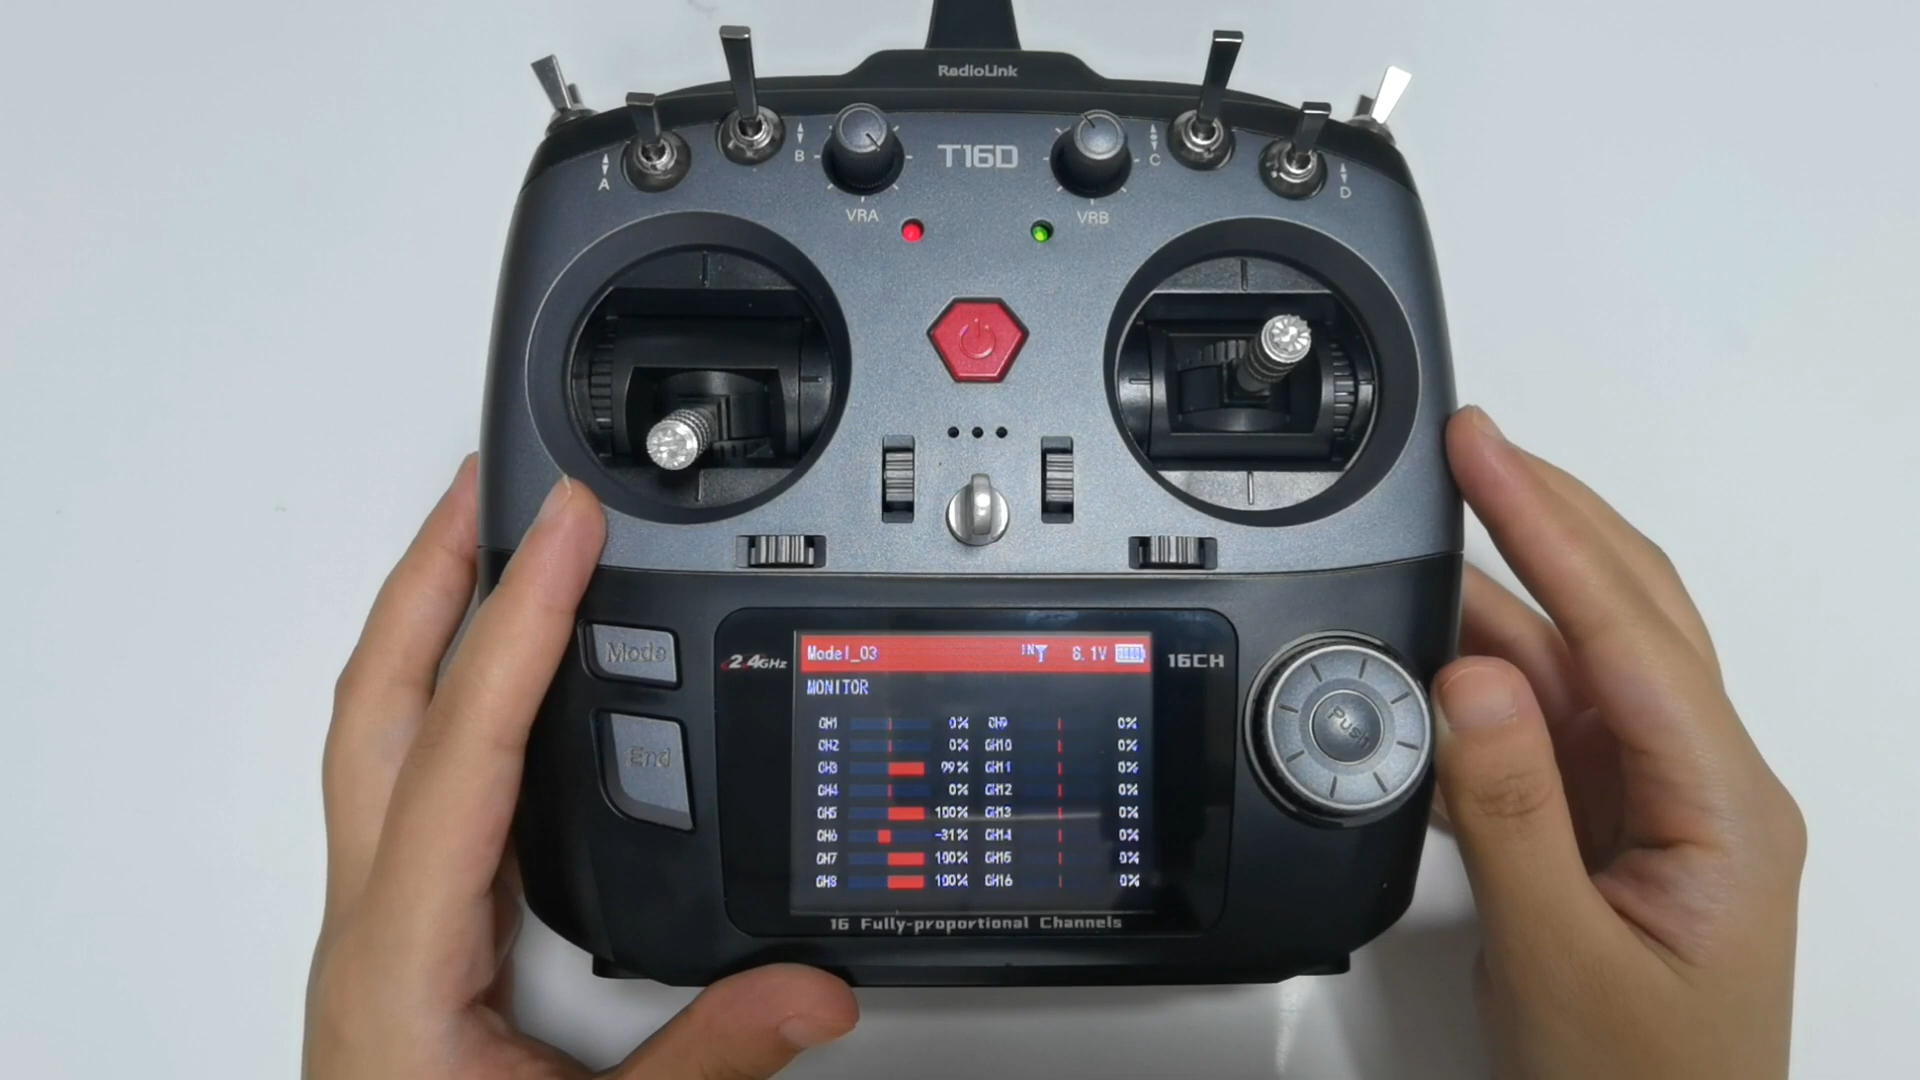 RadioLink
T16D
A
B
VRA
VRB
C
D
Mode
End
2.4GHz
16CH
Push
Model_03 IN 8.1V
MONITOR
CH1 0% CH9 0%
CH2 0% CH10 0%
CH3 99% CH11 0%
CH4 0% CH12 0%
CH5 100% CH13 0%
CH6 -31% CH14 0%
CH7 100% CH15 0%
CH8 100% CH16 0%
16 Fully-proportional Channels